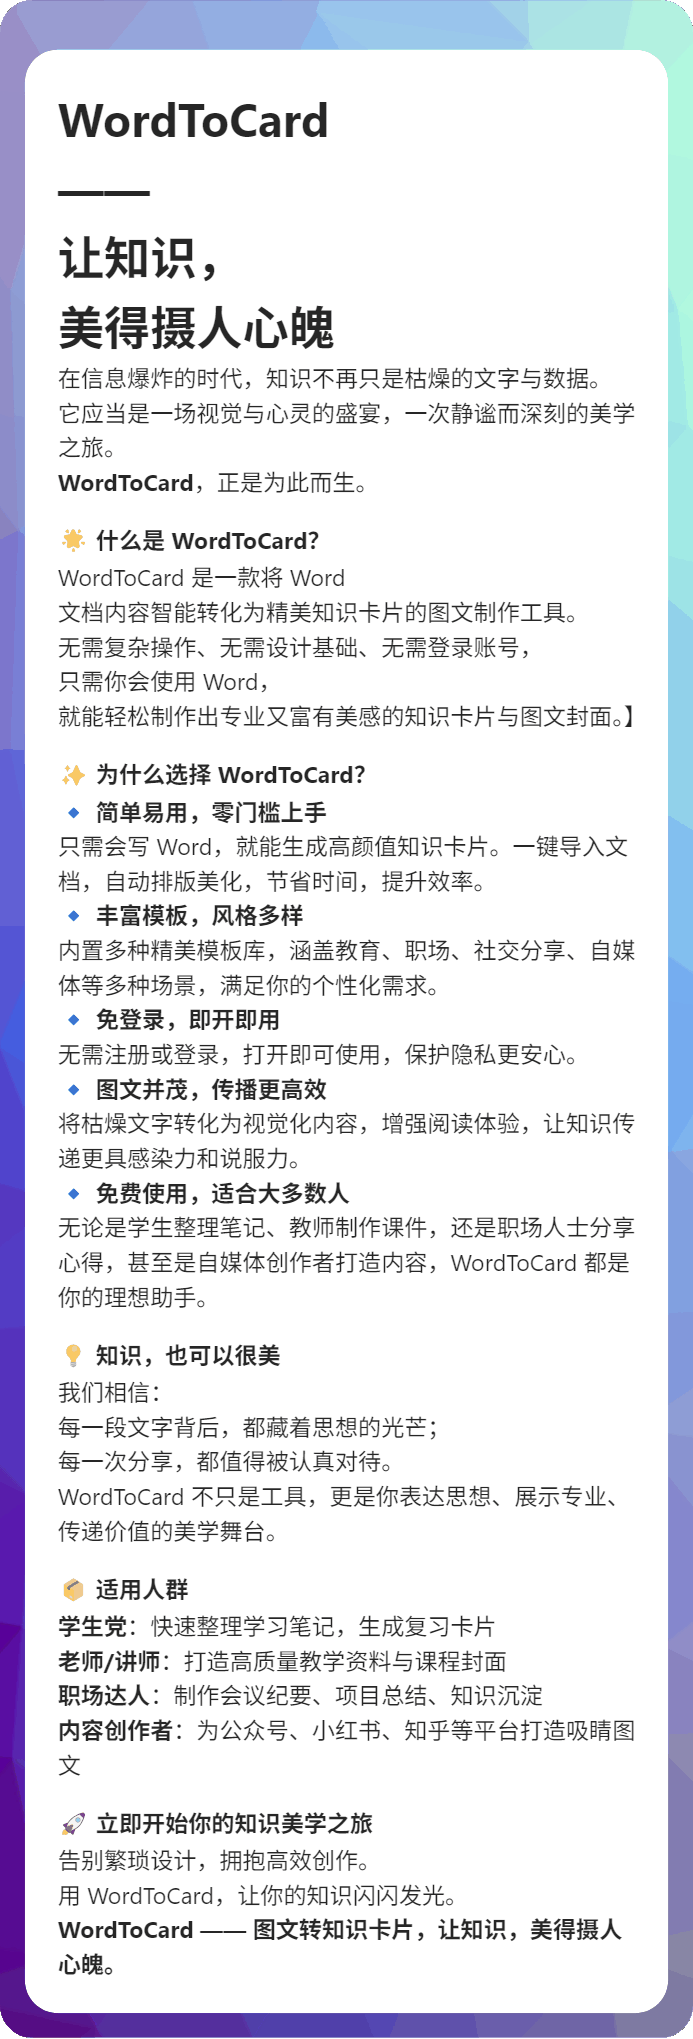 WordToCard
——
让知识，
美得摄人心魄
在信息爆炸的时代，知识不再只是枯燥的文字与数据。
它应当是一场视觉与心灵的盛宴，一次静谧而深刻的美学
之旅。
WordToCard，正是为此而生。
🌟 什么是 WordToCard？
WordToCard 是一款将 Word
文档内容智能转化为精美知识卡片的图文制作工具。
无需复杂操作、无需设计基础、无需登录账号，
只需你会使用 Word，
就能轻松制作出专业又富有美感的知识卡片与图文封面。】
✨ 为什么选择 WordToCard？
🔹 简单易用，零门槛上手
只需会写 Word，就能生成高颜值知识卡片。一键导入文
档，自动排版美化，节省时间，提升效率。
🔹 丰富模板，风格多样
内置多种精美模板库，涵盖教育、职场、社交分享、自媒
体等多种场景，满足你的个性化需求。
🔹 免登录，即开即用
无需注册或登录，打开即可使用，保护隐私更安心。
🔹 图文并茂，传播更高效
将枯燥文字转化为视觉化内容，增强阅读体验，让知识传
递更具感染力和说服力。
🔹 免费使用，适合大多数人
无论是学生整理笔记、教师制作课件，还是职场人士分享
心得，甚至是自媒体创作者打造内容，WordToCard 都是
你的理想助手。
💡 知识，也可以很美
我们相信：
每一段文字背后，都藏着思想的光芒；
每一次分享，都值得被认真对待。
WordToCard 不只是工具，更是你表达思想、展示专业、
传递价值的美学舞台。
📦 适用人群
学生党：快速整理学习笔记，生成复习卡片
老师/讲师：打造高质量教学资料与课程封面
职场达人：制作会议纪要、项目总结、知识沉淀
内容创作者：为公众号、小红书、知乎等平台打造吸睛图
文
🚀 立即开始你的知识美学之旅
告别繁琐设计，拥抱高效创作。
用 WordToCard，让你的知识闪闪发光。
WordToCard —— 图文转知识卡片，让知识，美得摄人
心魄。